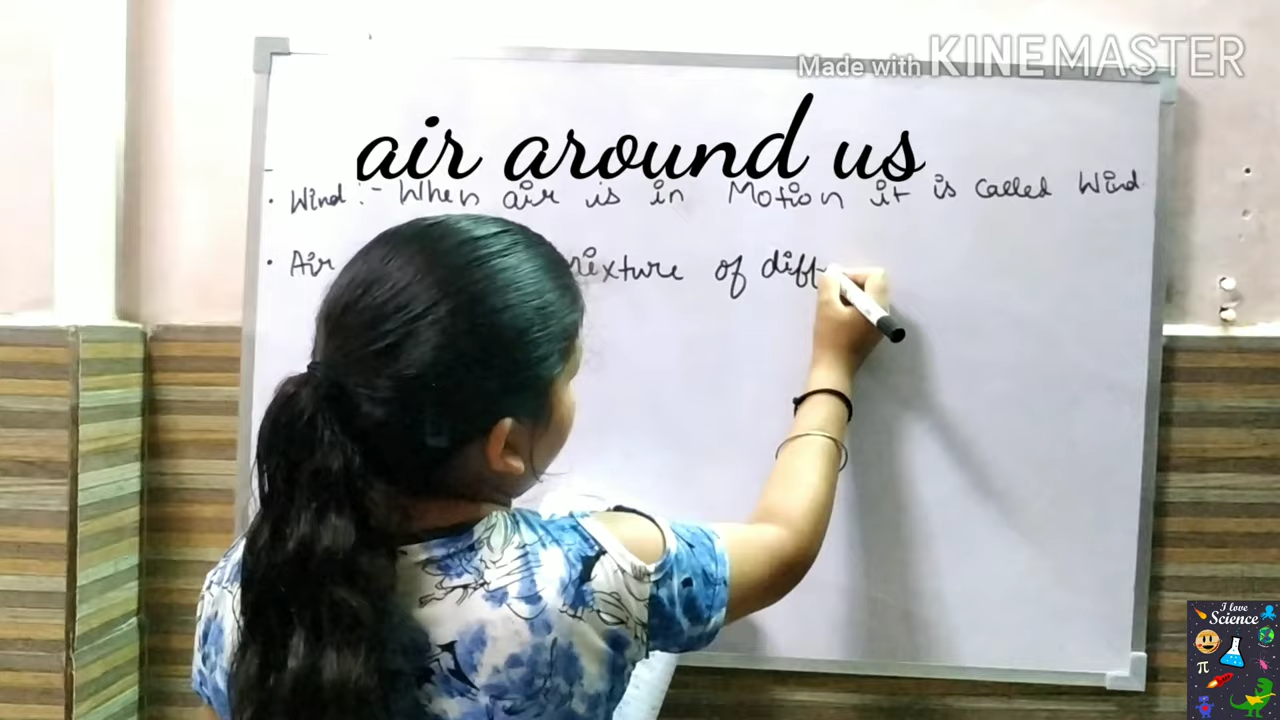 Made with KINEMASTER
air around us
• Wind :- When air is in Motion it is called Wind
• Air mixture of diff
I love
Science
π